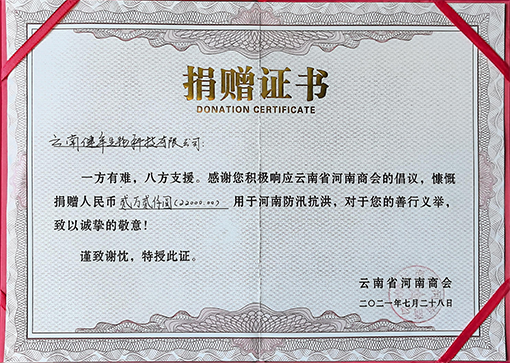 捐赠证书
DONATION CERTIFICATE
云南健牟生物科技有限公司:
一方有难，八方支援。感谢您积极响应云南省河南商会的倡议，慷慨
捐赠人民币 贰万贰仟圆(22000.00) 用于河南防汛抗洪，对于您的善行义举，
致以诚挚的敬意！
谨致谢忱，特授此证。
云南省河南商会
二〇二一年七月二十八日